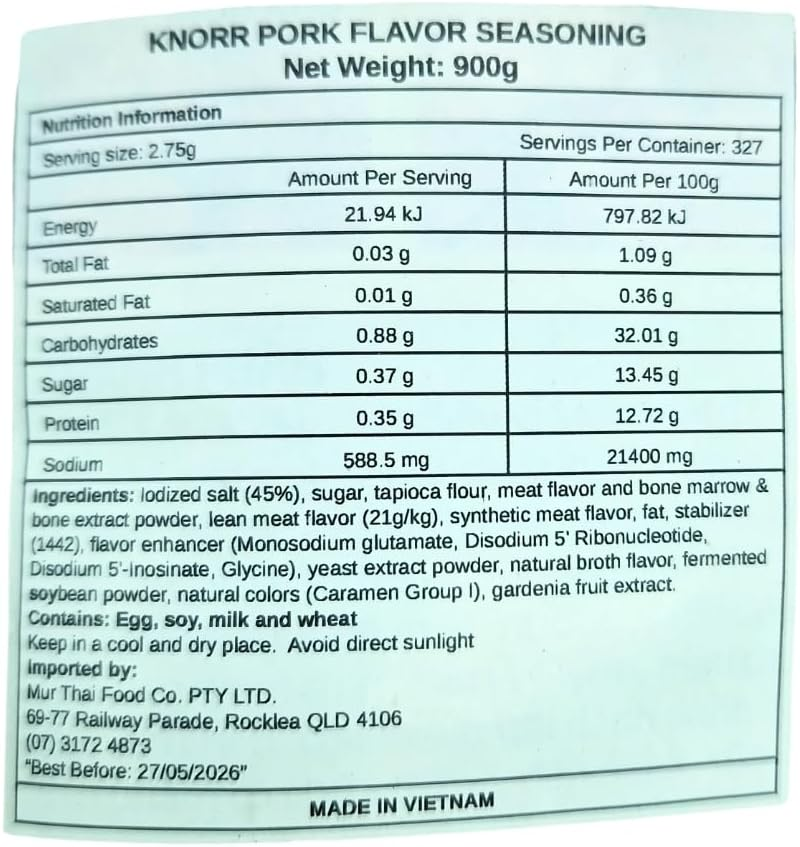 KNORR PORK FLAVOR SEASONING
Net Weight: 900g
Nutrition Information
Serving size: 2.75g Servings Per Container: 327
Amount Per Serving Amount Per 100g
Energy 21.94 kJ 797.82 kJ
Total Fat 0.03 g 1.09 g
Saturated Fat 0.01 g 0.36 g
Carbohydrates 0.88 g 32.01 g
Sugar 0.37 g 13.45 g
Protein 0.35 g 12.72 g
Sodium 588.5 mg 21400 mg
Ingredients: Iodized salt (45%), sugar, tapioca flour, meat flavor and bone marrow &
bone extract powder, lean meat flavor (21g/kg), synthetic meat flavor, fat, stabilizer
(1442), flavor enhancer (Monosodium glutamate, Disodium 5' Ribonucleotide,
Disodium 5'-Inosinate, Glycine), yeast extract powder, natural broth flavor, fermented
soybean powder, natural colors (Caramen Group I), gardenia fruit extract.
Contains: Egg, soy, milk and wheat
Keep in a cool and dry place. Avoid direct sunlight
Imported by:
Mur Thai Food Co. PTY LTD.
69-77 Railway Parade, Rocklea QLD 4106
(07) 3172 4873
"Best Before: 27/05/2026"
MADE IN VIETNAM